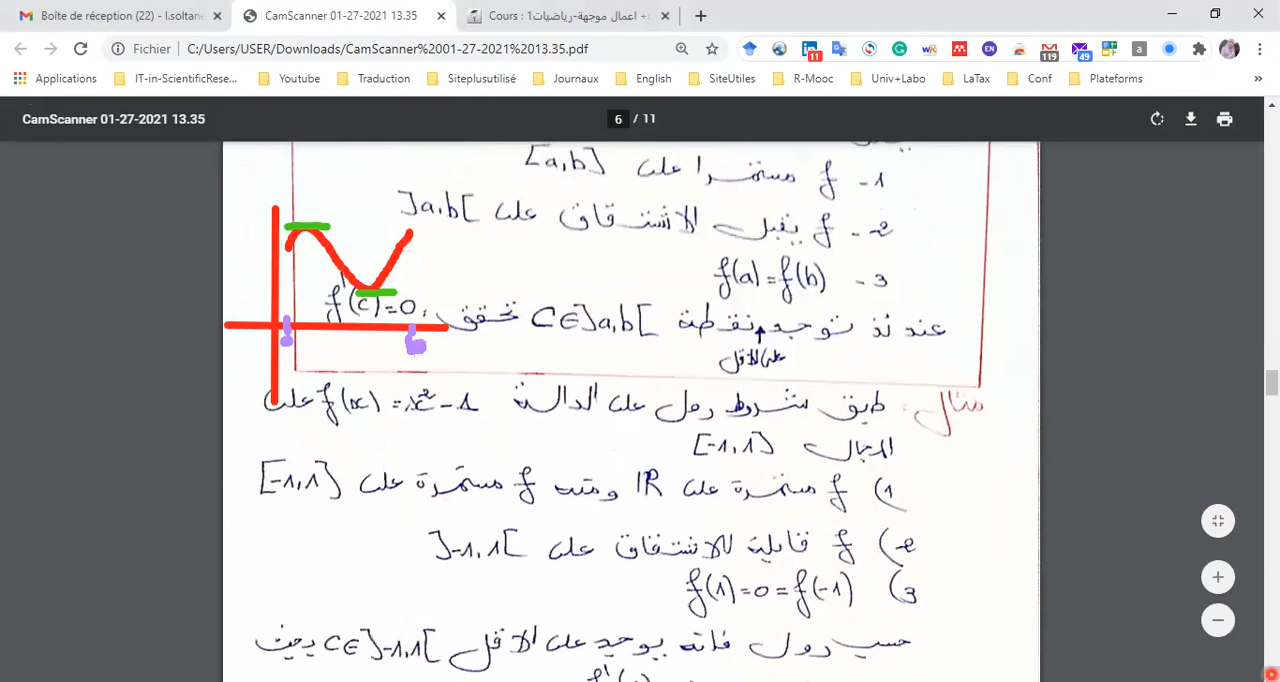 Boîte de réception (22) - l.soltane
CamScanner 01-27-2021 13.35
Cours : اعمال موجهة-رياضيات1 +
Fichier
C:/Users/USER/Downloads/CamScanner%2001-27-2021%2013.35.pdf
11
EN
119
a
49
Applications
IT-in-ScientificRese...
Youtube
Traduction
Siteplusutilisé
Journaux
English
SiteUtiles
R-Mooc
Univ+Labo
LaTax
Conf
Plateforms
»
CamScanner 01-27-2021 13.35
6 / 11
1 - f مستمرا على [a,b]
2 - f يقبل الاشتقاق على ]a,b[
3 - f(a)=f(b)
عندئذ توجد نقطة C∈]a,b[ تحقق f'(c)=0,
على الاقل
مثال: طبق شروط رول على الدالة f(x)=x²-1 على
المجال [-1,1]
1) f مستمرة على IR ومنه f مستمرة على [-1,1]
2) f قابلة للاشتقاق على ]-1,1[
3) f(1)=0=f(-1)
حسب رول فانه يوجد على الاقل C∈]-1,1[ بحيث